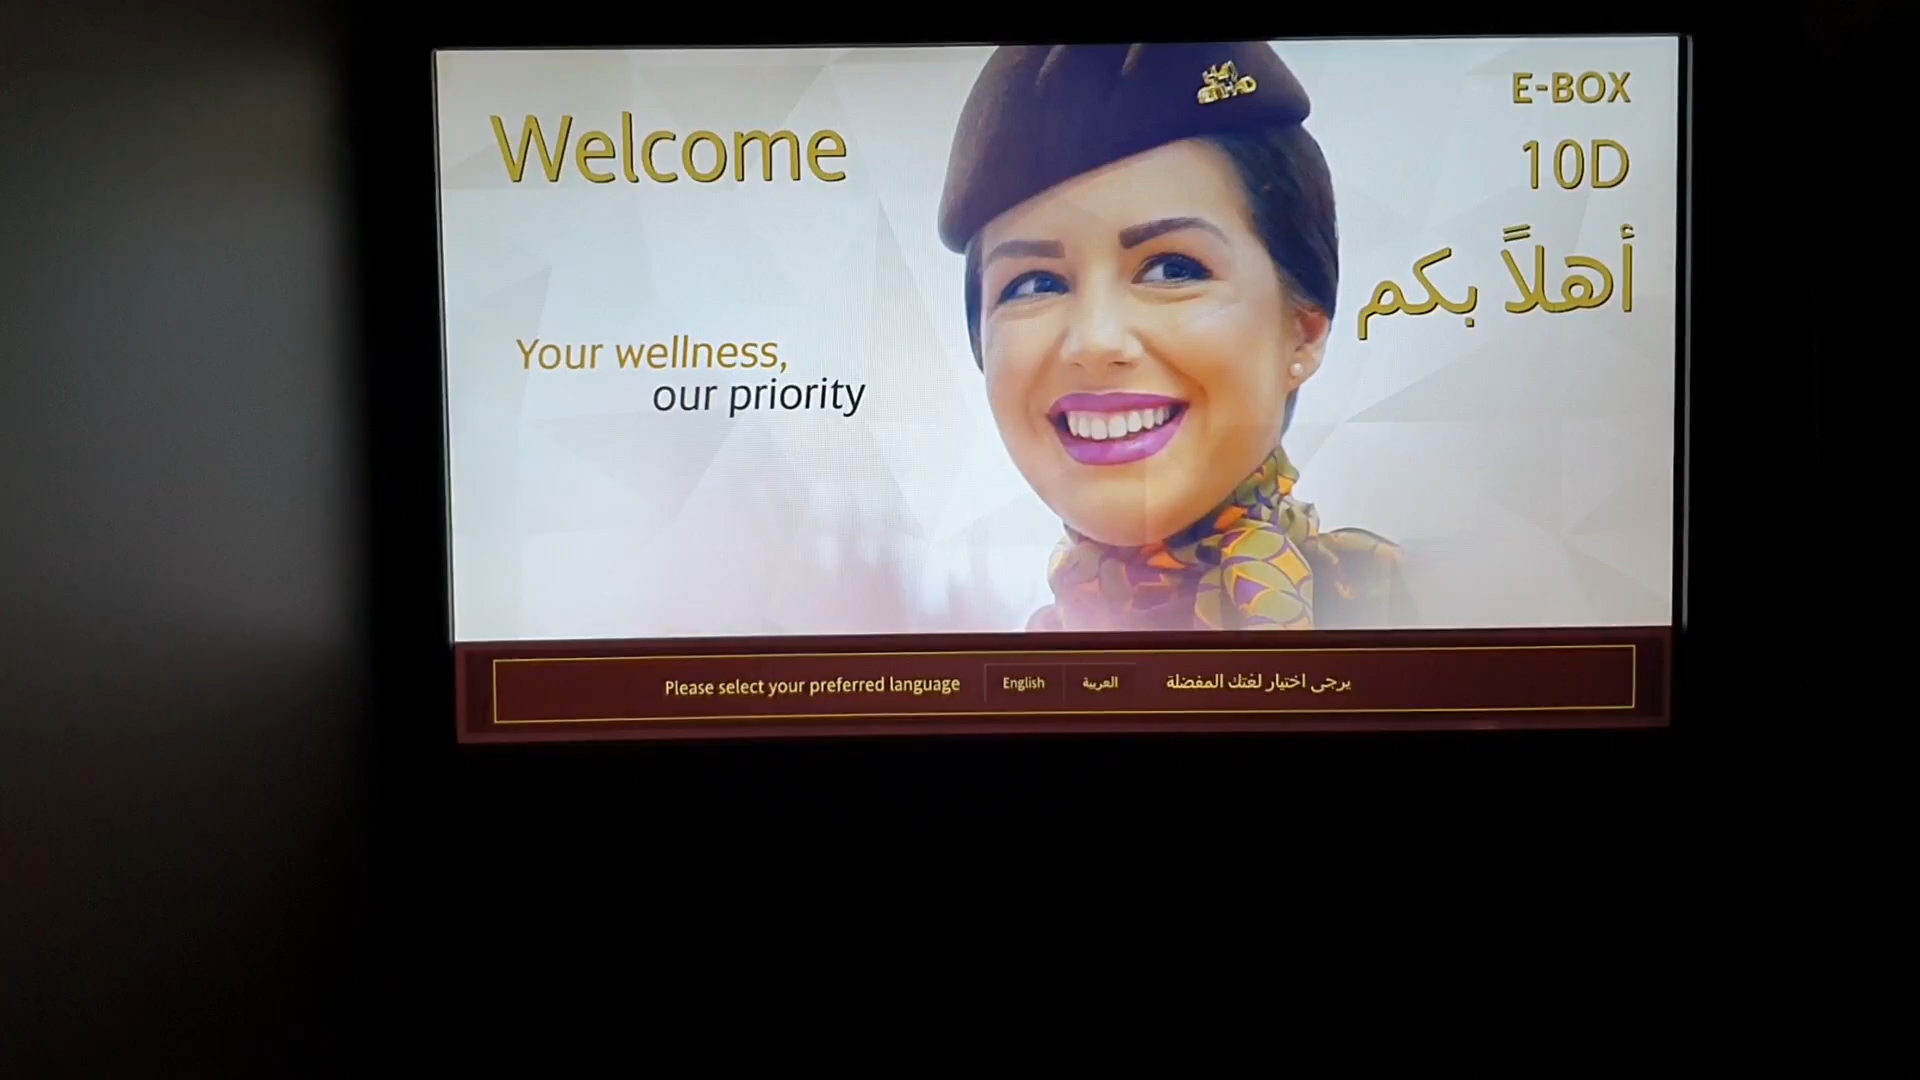 Welcome
E-BOX
10D
أهلاً بكم
Your wellness,
our priority
ETIHAD
Please select your preferred language
English
العربية
يرجى اختيار لغتك المفضلة